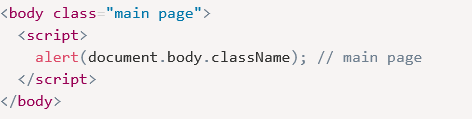 <body class="main page">
  <script>
    alert(document.body.className); // main page
  </script>
</body>